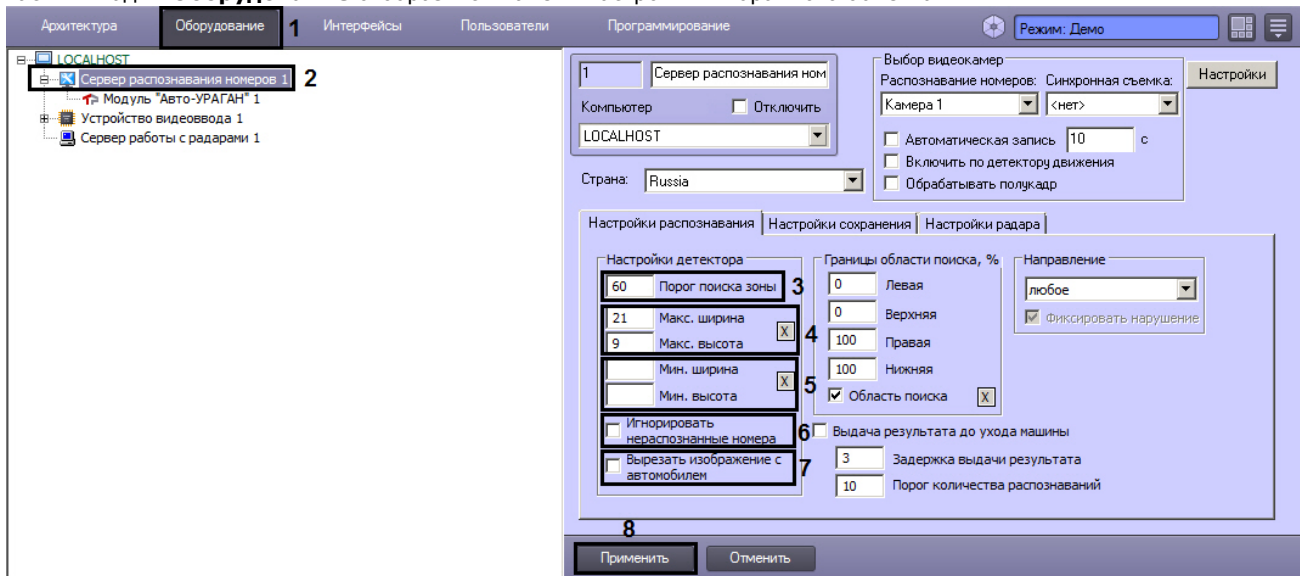 Архитектура Оборудование 1 Интерфейсы Пользователи Программирование Режим: Демо
LOCALHOST
Сервер распознавания номеров 1 2
Модуль "Авто-УРАГАН" 1
Устройство видеоввода 1
Сервер работы с радарами 1
1 Сервер распознавания ном
Компьютер Отключить
LOCALHOST
Страна: Russia
Выбор видеокамер
Распознавание номеров: Синхронная съемка:
Камера 1 <нет>
Автоматическая запись 10 с
Включить по детектору движения
Обрабатывать полукадр
Настройки
Настройки распознавания Настройки сохранения Настройки радара
Настройки детектора
60 Порог поиска зоны 3
21 Макс. ширина
9 Макс. высота
X 4
Мин. ширина
Мин. высота
X 5
Игнорировать
нераспознанные номера 6
Вырезать изображение с
автомобилем 7
Границы области поиска, %
0 Левая
0 Верхняя
100 Правая
100 Нижняя
Область поиска X
Направление
любое
Фиксировать нарушение
Выдача результата до ухода машины
3 Задержка выдачи результата
10 Порог количества распознаваний
8
Применить Отменить